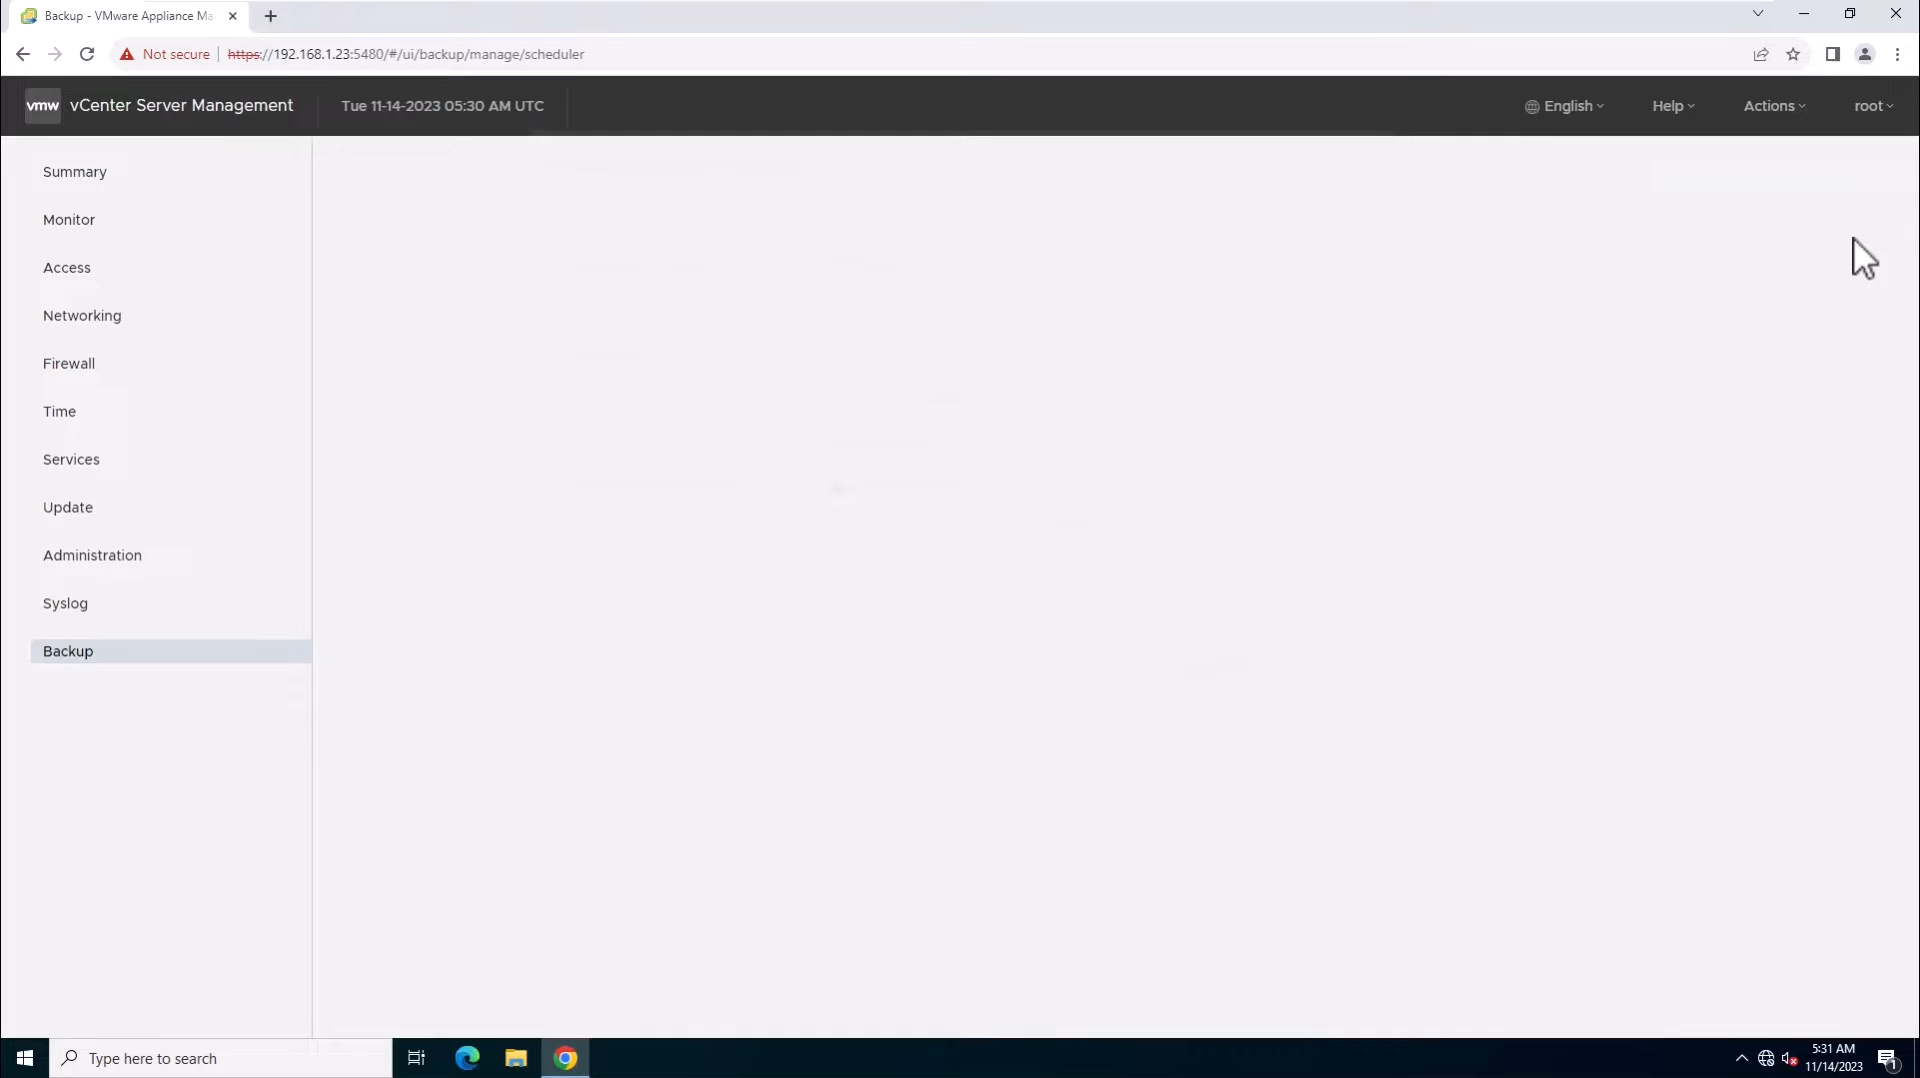 Backup - VMware Appliance Ma
Not secure
https://192.168.1.23:5480/#/ui/backup/manage/scheduler
vmw vCenter Server Management
Tue 11-14-2023 05:30 AM UTC
English
Help
Actions
root
Summary
Monitor
Access
Networking
Firewall
Time
Services
Update
Administration
Syslog
Backup
Type here to search
5:31 AM
11/14/2023
1